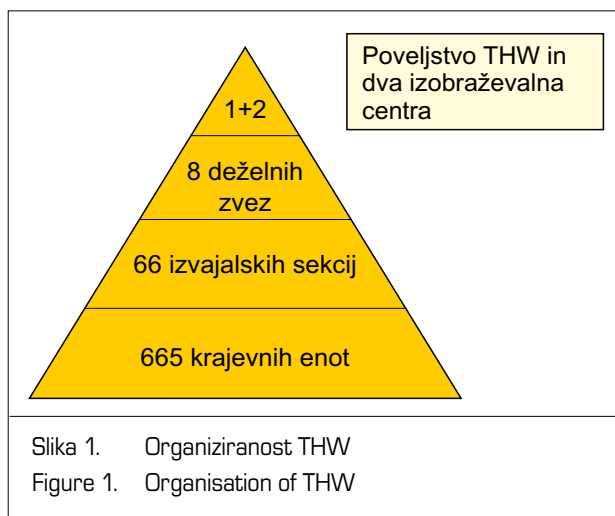 Poveljstvo THW in
dva izobraževalna
centra
1+2
8 deželnih
zvez
66 izvajalskih sekcij
665 krajevnih enot
Slika 1. Organiziranost THW
Figure 1. Organisation of THW